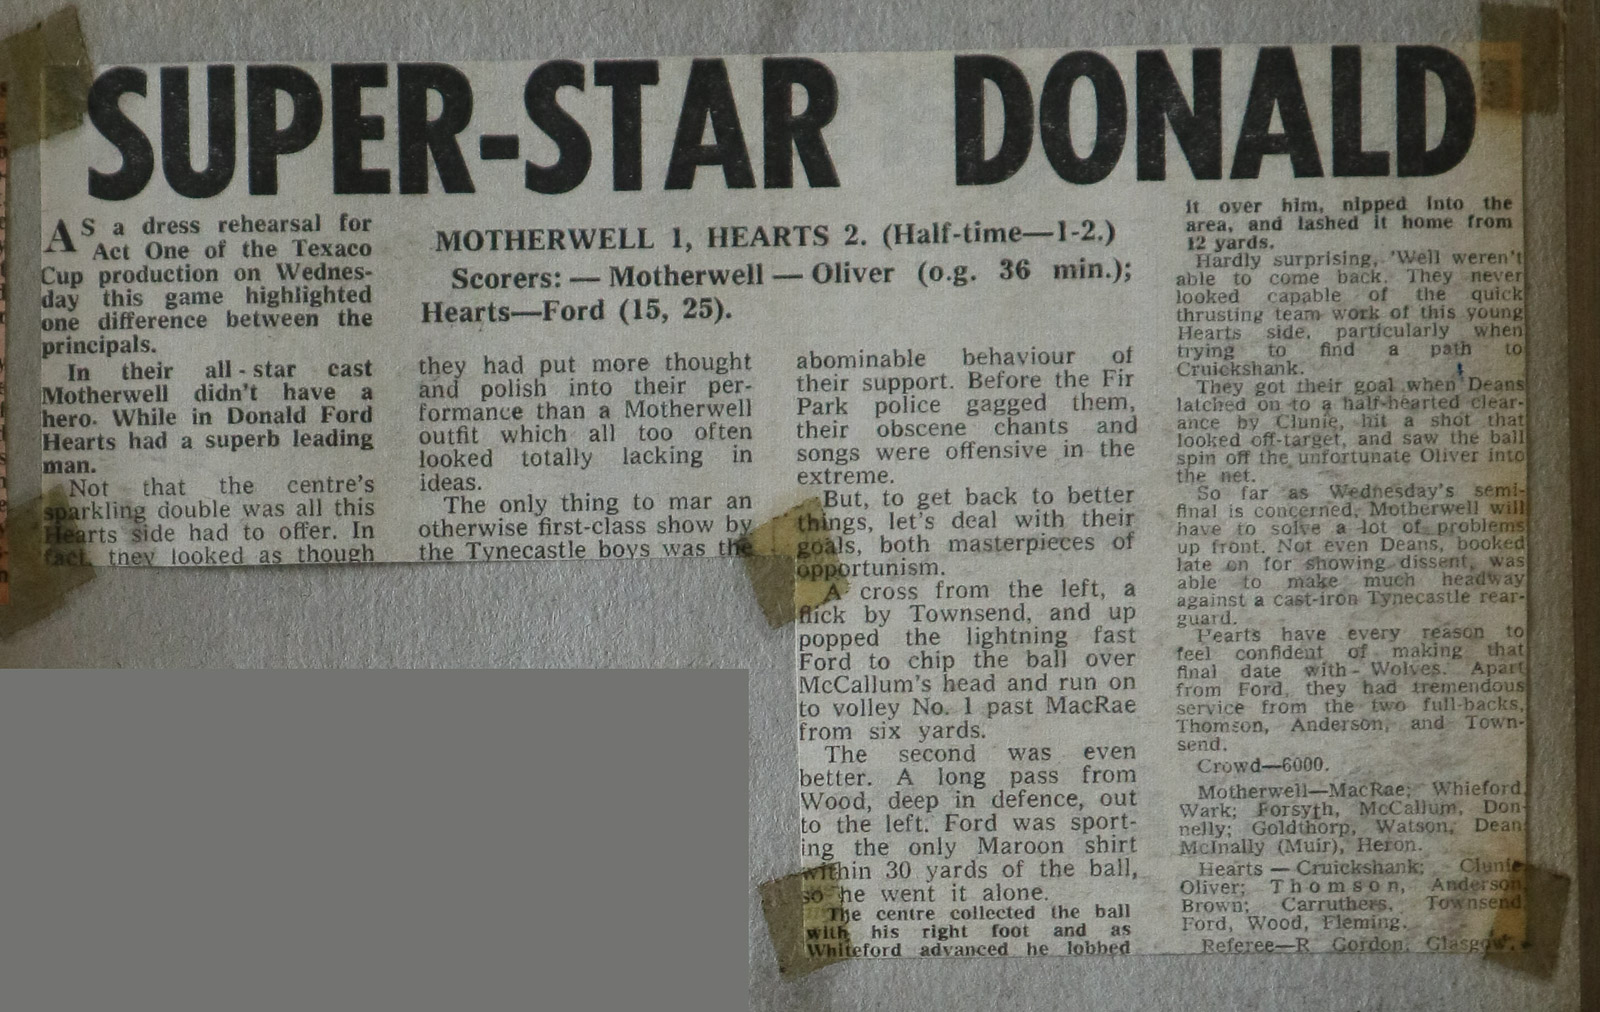 SUPER-STAR DONALD
AS a dress rehearsal for
Act One of the Texaco
Cup production on Wednes-
day this game highlighted
one difference between the
principals.
In their all-star cast
Motherwell didn't have a
hero. While in Donald Ford
Hearts had a superb leading
man.
Not that the centre's
sparkling double was all this
Hearts side had to offer. In
fact, they looked as though
MOTHERWELL 1, HEARTS 2. (Half-time—1-2.)
Scorers: — Motherwell — Oliver (o.g. 36 min.);
Hearts—Ford (15, 25).
they had put more thought
and polish into their per-
formance than a Motherwell
outfit which all too often
looked totally lacking in
ideas.
The only thing to mar an
otherwise first-class show by
the Tynecastle boys was the
abominable behaviour of
their support. Before the Fir
Park police gagged them,
their obscene chants and
songs were offensive in the
extreme.
But, to get back to better
things, let's deal with their
goals, both masterpieces of
opportunism.
A cross from the left, a
flick by Townsend, and up
popped the lightning fast
Ford to chip the ball over
McCallum's head and run on
to volley No. 1 past MacRae
from six yards.
The second was even
better. A long pass from
Wood, deep in defence, out
to the left. Ford was sport-
ing the only Maroon shirt
within 30 yards of the ball,
so he went it alone.
The centre collected the ball
with his right foot and as
Whiteford advanced he lobbed
it over him, nipped into the
area, and lashed it home from
12 yards.
Hardly surprising, 'Well weren't
able to come back. They never
looked capable of the quick
thrusting team work of this young
Hearts side, particularly when
trying to find a path to
Cruickshank.
They got their goal when Deans
latched on to a half-hearted clear-
ance by Clunie, hit a shot that
looked off-target, and saw the ball
spin off the unfortunate Oliver into
the net.
So far as Wednesday's semi-
final is concerned, Motherwell will
have to solve a lot of problems
up front. Not even Deans, booked
late on for showing dissent, was
able to make much headway
against a cast-iron Tynecastle rear-
guard.
Hearts have every reason to
feel confident of making that
final date with Wolves. Apart
from Ford, they had tremendous
service from the two full-backs,
Thomson, Anderson, and Town-
send.
Crowd—6000.
Motherwell—MacRae; Whieford,
Wark; Forsyth, McCallum, Don-
nelly; Goldthorp, Watson, Dean
McInally (Muir), Heron.
Hearts — Cruickshank; Clunie,
Oliver; Thomson, Anderson,
Brown; Carruthers, Townsend,
Ford, Wood, Fleming.
Referee—R. Gordon, Glasgow.